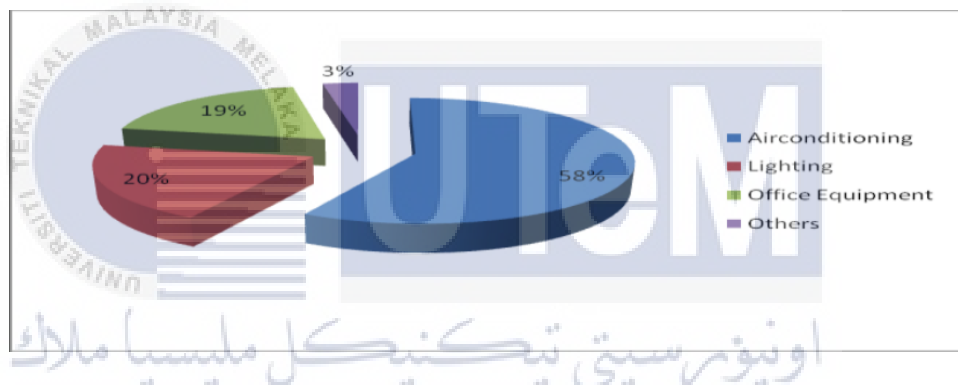 UNIVERSITI TEKNIKAL MALAYSIA MELAKA
UTeM
3%
19%
20%
58%
Airconditioning
Lighting
Office Equipment
Others
اونيورسيتي تيكنيكل مليسيا ملاك